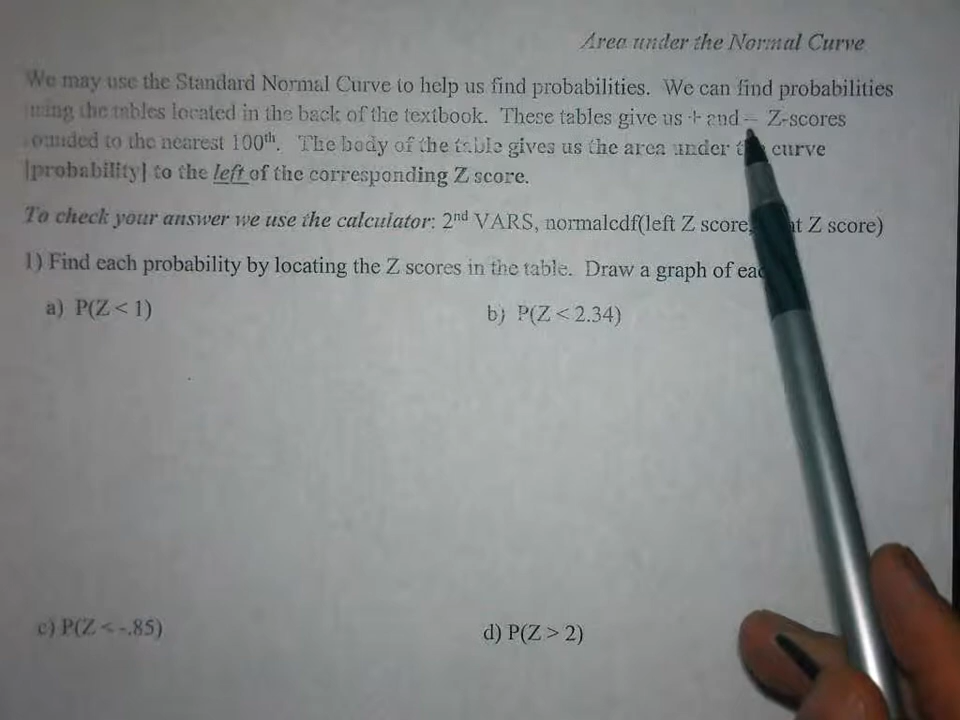 Area under the Normal Curve
We may use the Standard Normal Curve to help us find probabilities. We can find probabilities
using the tables located in the back of the textbook. These tables give us + and – Z-scores
rounded to the nearest 100th. The body of the table gives us the area under curve
[probability] to the left of the corresponding Z score.
To check your answer we use the calculator: 2nd VARS, normalcdf(left Z score, Z score)
1) Find each probability by locating the Z scores in the table. Draw a graph of
a) P(Z < 1) b) P(Z < 2.34)
c) P(Z < -.85) d) P(Z > 2)